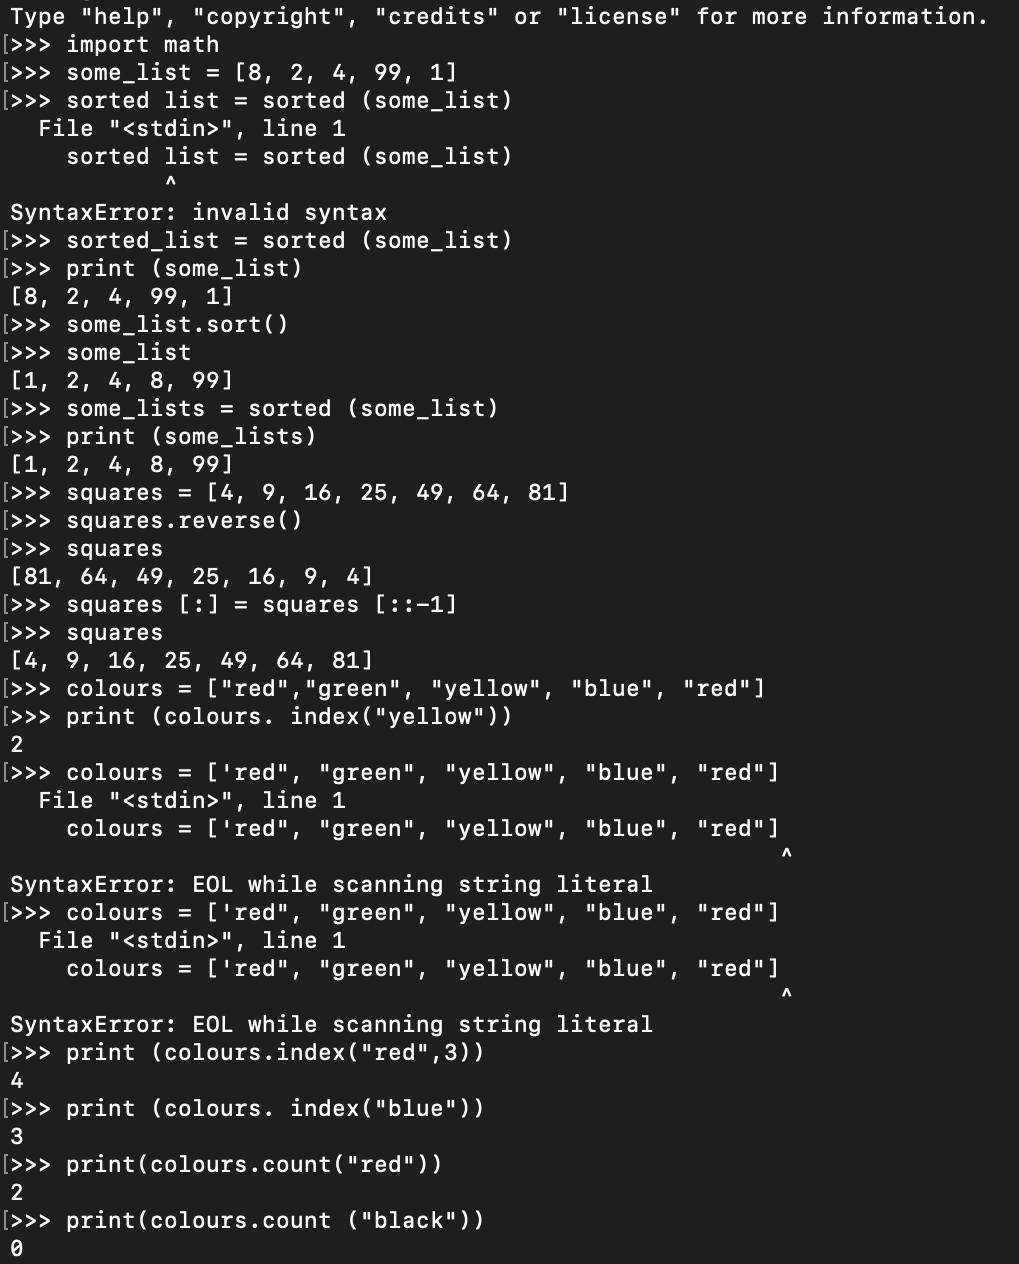 Type "help", "copyright", "credits" or "license" for more information.
[>>> import math
[>>> some_list = [8, 2, 4, 99, 1]
[>>> sorted list = sorted (some_list)
  File "<stdin>", line 1
    sorted list = sorted (some_list)
           ^
SyntaxError: invalid syntax
[>>> sorted_list = sorted (some_list)
[>>> print (some_list)
[8, 2, 4, 99, 1]
[>>> some_list.sort()
[>>> some_list
[1, 2, 4, 8, 99]
[>>> some_lists = sorted (some_list)
[>>> print (some_lists)
[1, 2, 4, 8, 99]
[>>> squares = [4, 9, 16, 25, 49, 64, 81]
[>>> squares.reverse()
[>>> squares
[81, 64, 49, 25, 16, 9, 4]
[>>> squares [:] = squares [::-1]
[>>> squares
[4, 9, 16, 25, 49, 64, 81]
[>>> colours = ["red","green", "yellow", "blue", "red"]
[>>> print (colours. index("yellow"))
2
[>>> colours = ['red", "green", "yellow", "blue", "red"]
  File "<stdin>", line 1
    colours = ['red", "green", "yellow", "blue", "red"]
                                                       ^
SyntaxError: EOL while scanning string literal
[>>> colours = ['red", "green", "yellow", "blue", "red"]
  File "<stdin>", line 1
    colours = ['red", "green", "yellow", "blue", "red"]
                                                       ^
SyntaxError: EOL while scanning string literal
[>>> print (colours.index("red",3))
4
[>>> print (colours. index("blue"))
3
[>>> print(colours.count("red"))
2
[>>> print(colours.count ("black"))
0